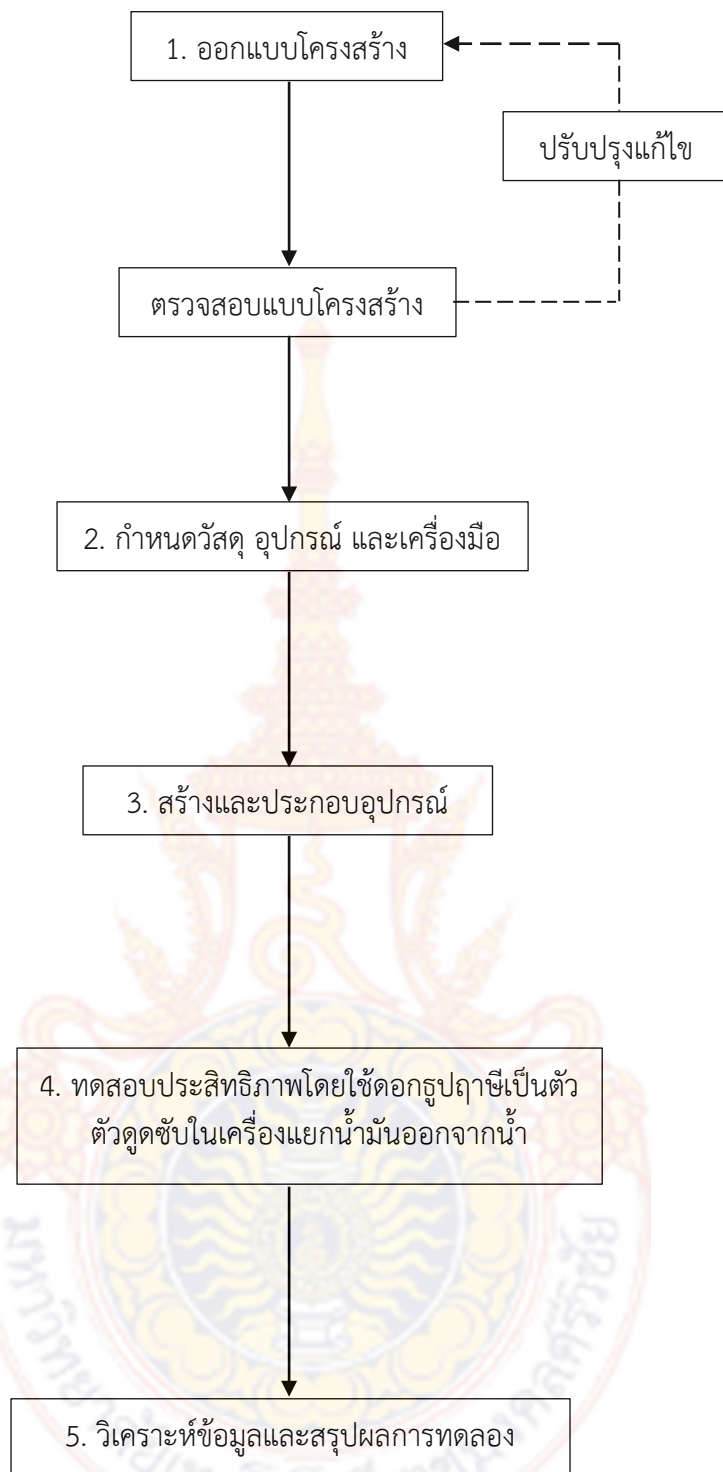 1. ออกแบบโครงสร้าง
ปรับปรุงแก้ไข
ตรวจสอบแบบโครงสร้าง
2. กำหนดวัสดุ อุปกรณ์ และเครื่องมือ
3. สร้างและประกอบอุปกรณ์
4. ทดสอบประสิทธิภาพโดยใช้ดอกธูปฤาษีเป็นตัว
ตัวดูดซับในเครื่องแยกน้ำมันออกจากน้ำ
5. วิเคราะห์ข้อมูลและสรุปผลการทดลอง